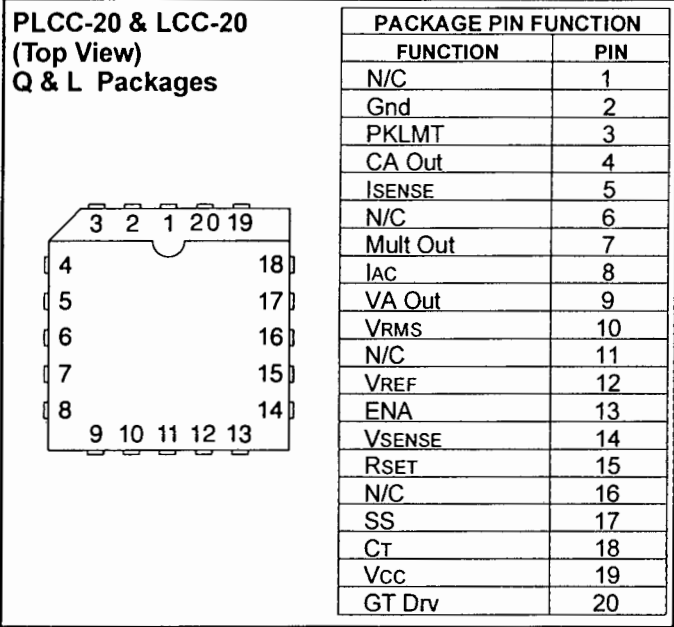 PLCC-20 & LCC-20
(Top View)
Q & L Packages
3 2 1 20 19
4 18
5 17
6 16
7 15
8 14
9 10 11 12 13
PACKAGE PIN FUNCTION
FUNCTION PIN
N/C 1
Gnd 2
PKLMT 3
CA Out 4
ISENSE 5
N/C 6
Mult Out 7
IAC 8
VA Out 9
VRMS 10
N/C 11
VREF 12
ENA 13
VSENSE 14
RSET 15
N/C 16
SS 17
CT 18
VCC 19
GT Drv 20